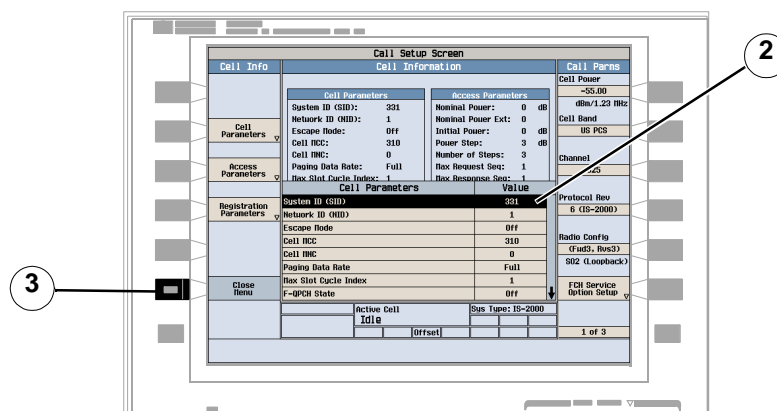 Call Setup Screen
Cell Info
Cell Information
Call Parms
Cell Parameters
System ID (SID): 331
Network ID (NID): 1
Escape Mode: Off
Cell MCC: 310
Cell MNC: 0
Paging Data Rate: Full
Max Slot Cycle Index: 1
Access Parameters
Nominal Power: 0 dB
Nominal Power Ext: 0
Initial Power: 0 dB
Power Step: 3 dB
Number of Steps: 3
Max Request Seq: 1
Max Response Seq: 1
Cell Parameters
Access Parameters
Registration Parameters
Close Menu
Cell Parameters Value
System ID (SID) 331
Network ID (NID) 1
Escape Mode Off
Cell MCC 310
Cell MNC 0
Paging Data Rate Full
Max Slot Cycle Index 1
F-QPCH State Off
Active Cell
Idle
Sys Type: IS-2000
Offset
Cell Power
-55.00
dBm/1.23 MHz
Cell Band
US PCS
Channel
Protocol Rev
6 (IS-2000)
Radio Config
(Fwd3, Rvs3)
SO2 (Loopback)
FCH Service
Option Setup
1 of 3
2
3